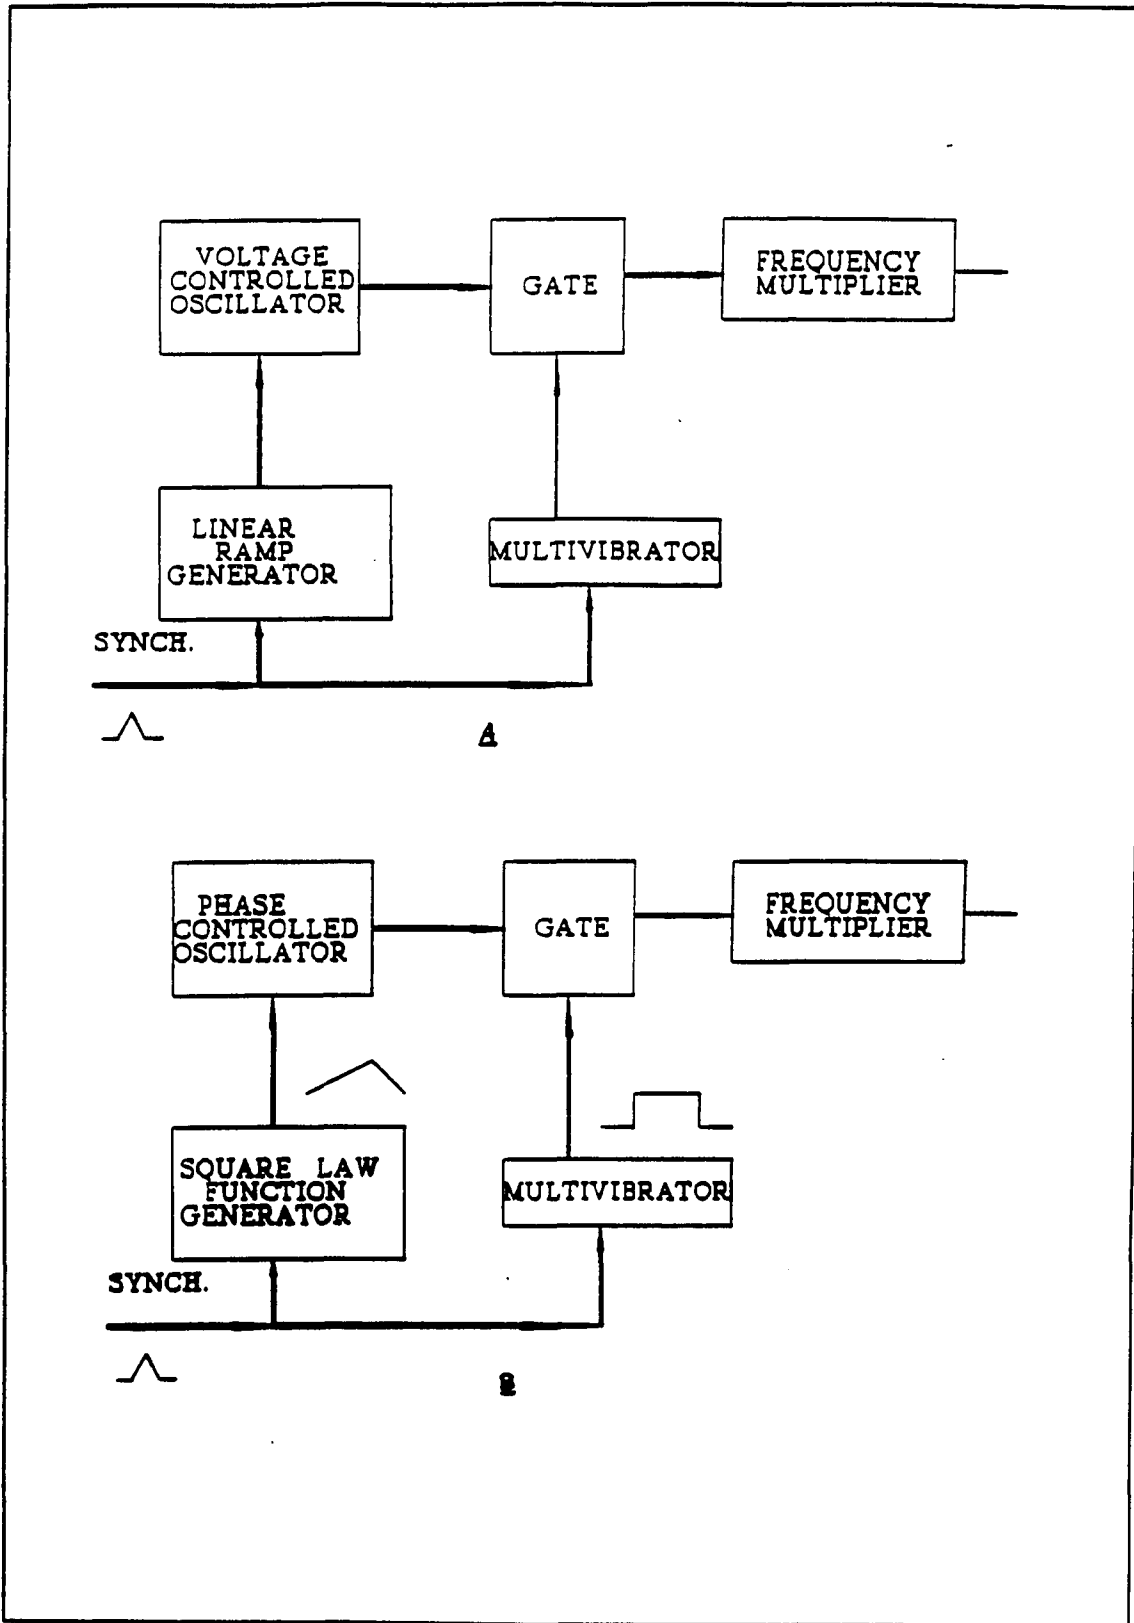 VOLTAGE
CONTROLLED
OSCILLATOR
GATE
FREQUENCY
MULTIPLIER
LINEAR
RAMP
GENERATOR
MULTIVIBRATOR
SYNCH.
A
PHASE
CONTROLLED
OSCILLATOR
GATE
FREQUENCY
MULTIPLIER
SQUARE LAW
FUNCTION
GENERATOR
MULTIVIBRATOR
SYNCH.
B